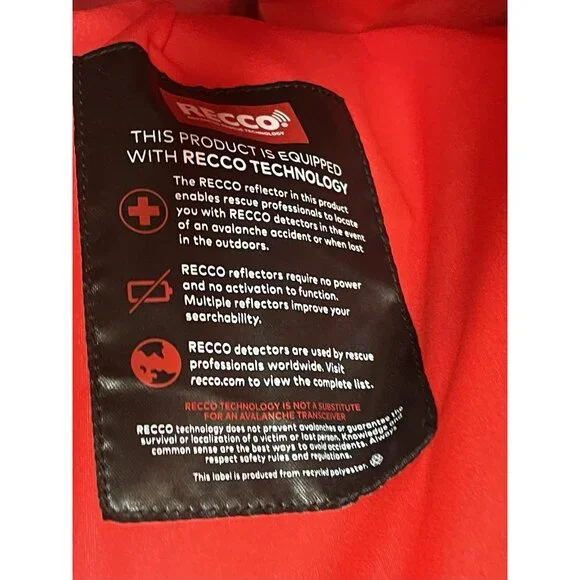 RECCO
THIS PRODUCT IS EQUIPPED
WITH RECCO TECHNOLOGY
The RECCO reflector in this product
enables rescue professionals to locate
you with RECCO detectors in the event
of an avalanche accident or when lost
in the outdoors.
RECCO reflectors require no power
and no activation to function.
Multiple reflectors improve your
searchability.
RECCO detectors are used by rescue
professionals worldwide. Visit
recco.com to view the complete list.
RECCO TECHNOLOGY IS NOT A SUBSTITUTE
FOR AN AVALANCHE TRANSCEIVER
RECCO technology does not prevent avalanches or guarantee the
survival or localization of a victim or lost person. Knowledge and
common sense are the best ways to avoid accidents. Always
respect safety rules and regulations.
This label is produced from recycled polyester.